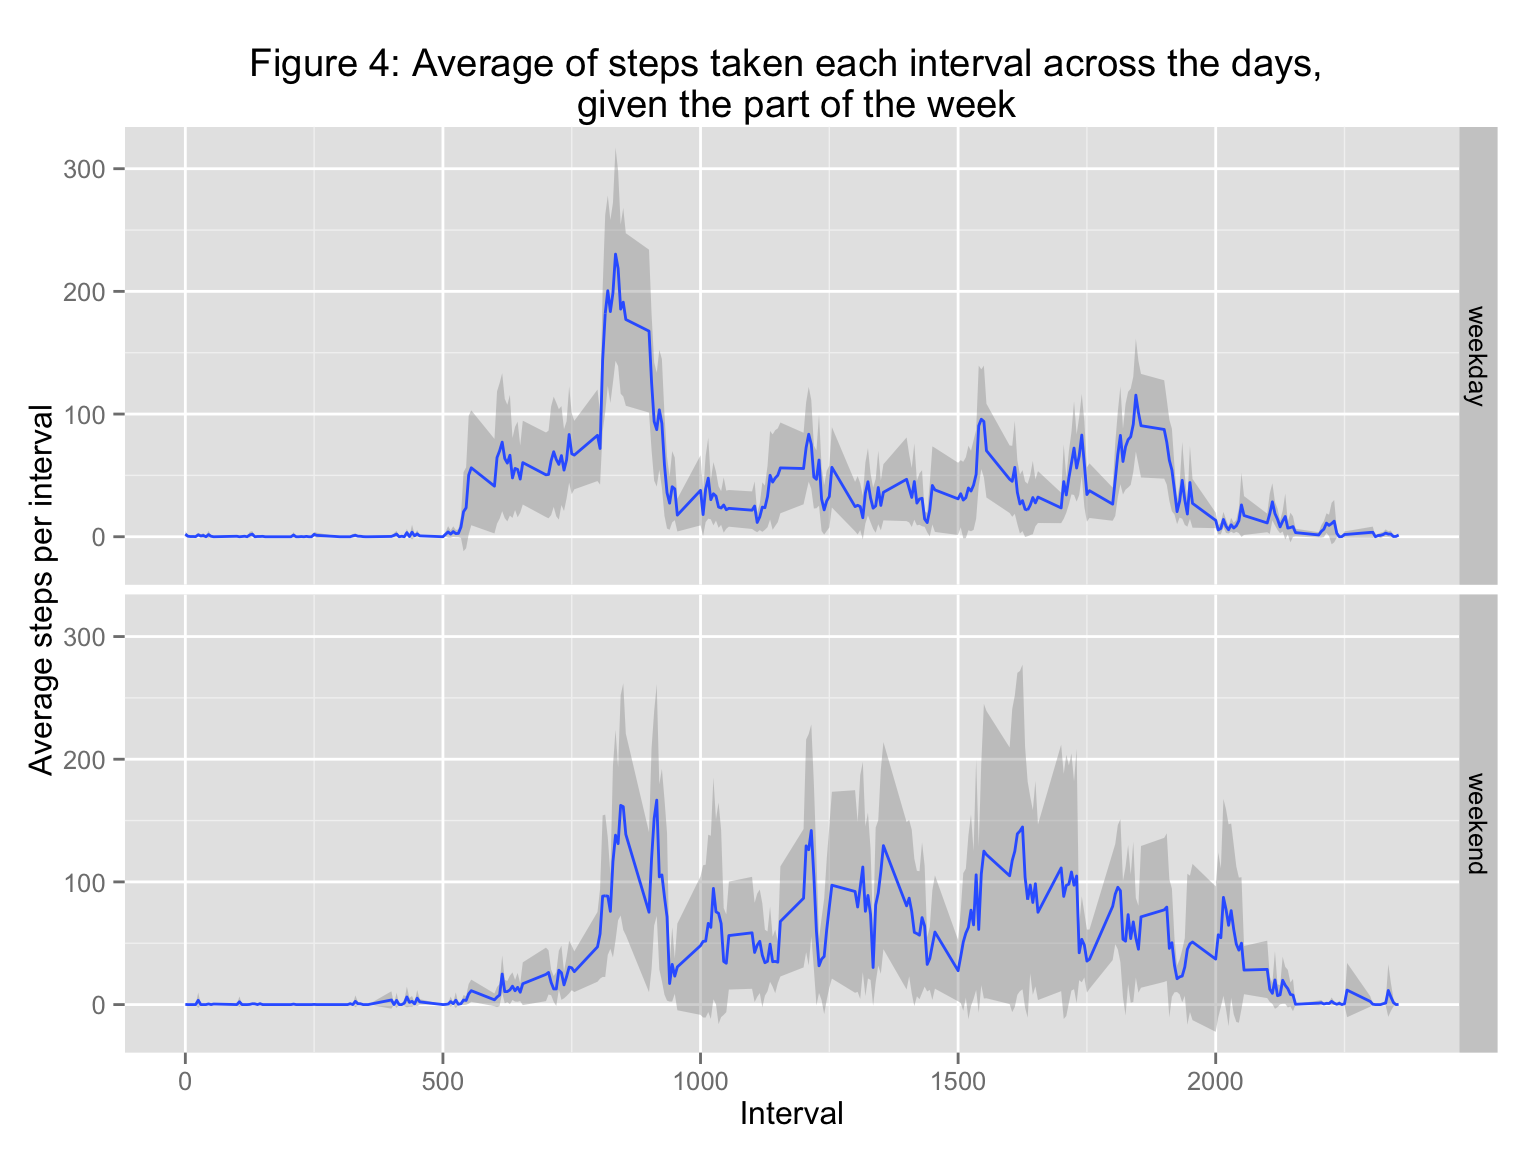 Figure 4: Average of steps taken each interval across the days,
given the part of the week
Average steps per interval
300
200
100
0
weekday
300
200
100
0
weekend
0 500 1000 1500 2000
Interval